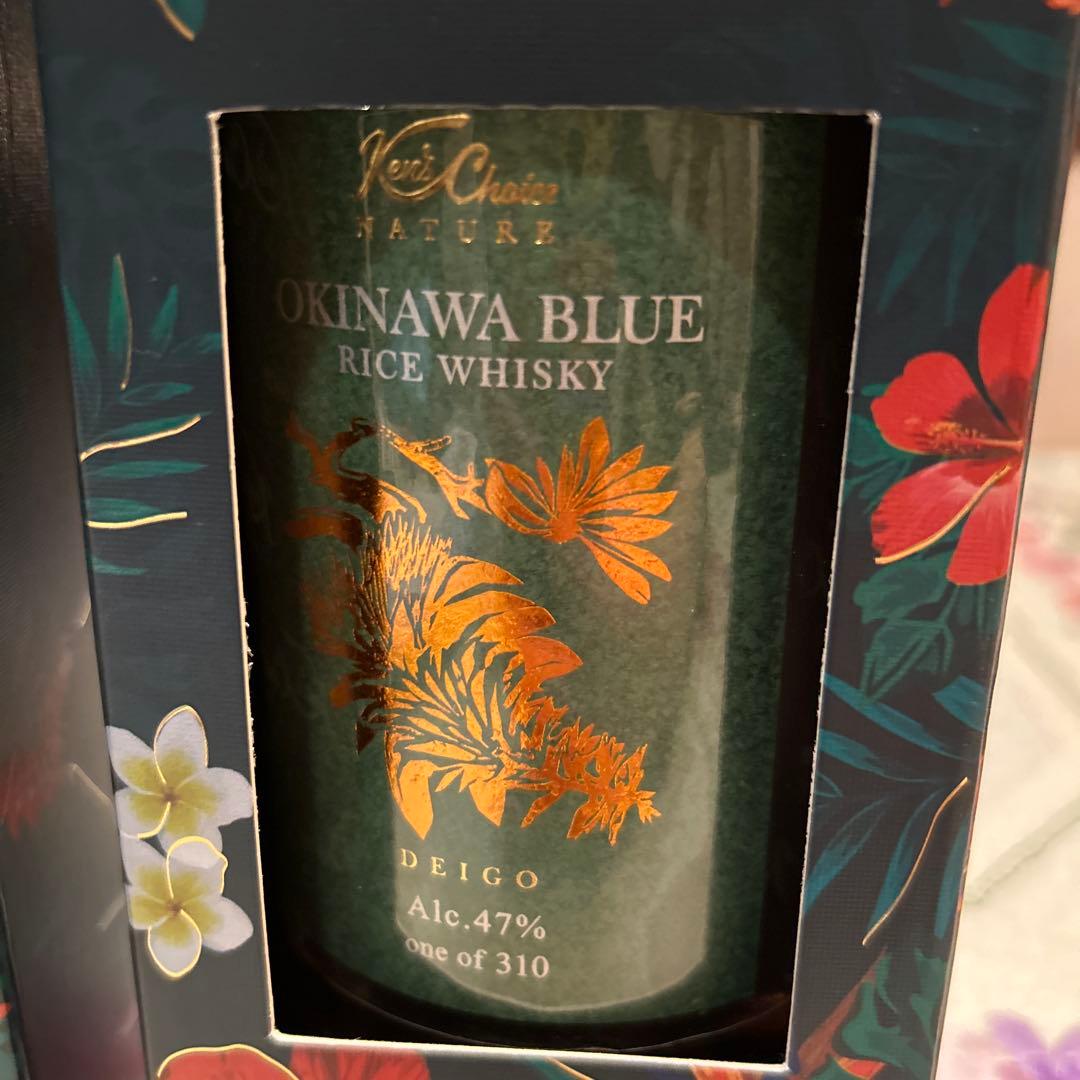 Ken's Choice
NATURE
OKINAWA BLUE
RICE WHISKY
DEIGO
Alc.47%
one of 310